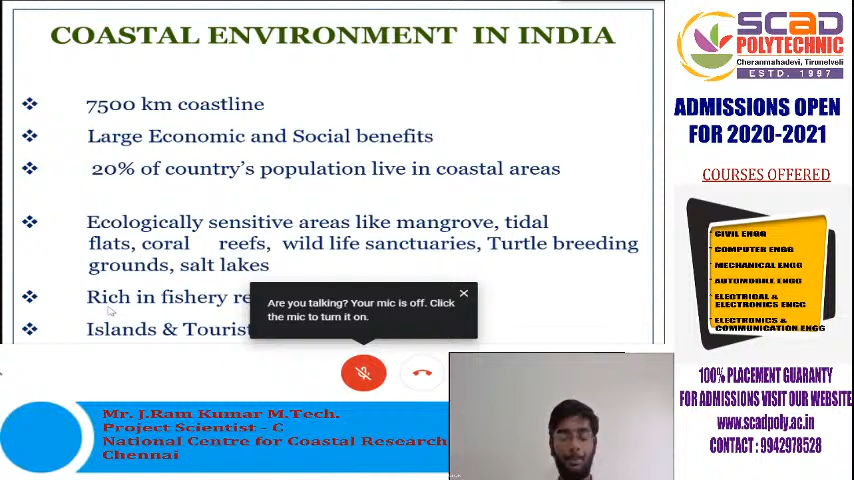 COASTAL ENVIRONMENT IN INDIA
7500 km coastline
Large Economic and Social benefits
20% of country's population live in coastal areas
Ecologically sensitive areas like mangrove, tidal
flats, coral reefs, wild life sanctuaries, Turtle breeding
grounds, salt lakes
Rich in fishery
Islands & Tourist
Are you talking? Your mic is off. Click
the mic to turn it on.
Mr. J.Ram Kumar M.Tech.
Project Scientist - C
National Centre for Coastal Research
Chennai
SCAD
POLYTECHNIC
Cheranmahadevi, Tirunelveli
ESTD. 1997
ADMISSIONS OPEN
FOR 2020-2021
COURSES OFFERED
CIVIL ENGG
COMPUTER ENGG
MECHANICAL ENGG
AUTOMOBILE ENGG
ELECTRICAL &
ELECTRONICS ENGG
ELECTRONICS &
COMMUNICATION ENGG
100% PLACEMENT GUARANTY
FOR ADMISSIONS VISIT OUR WEBSITE
www.scadpoly.ac.in
CONTACT : 9942978528